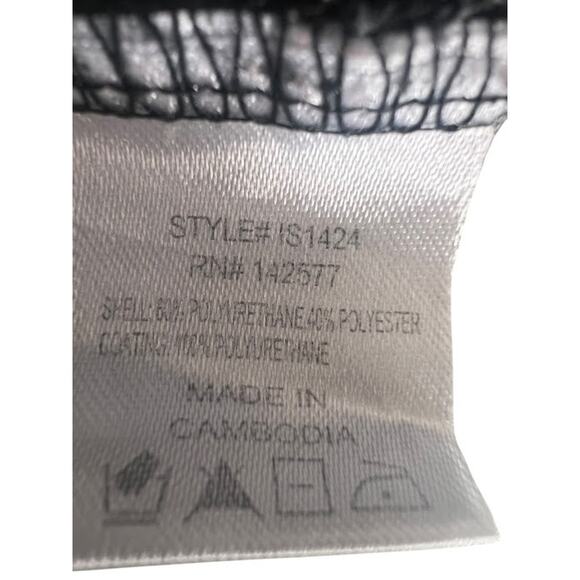 STYLE# IS1424
RN# 142577
SHELL: 60% POLYURETHANE 40% POLYESTER
COATING: 100% POLYURETHANE
MADE IN
CAMBODIA